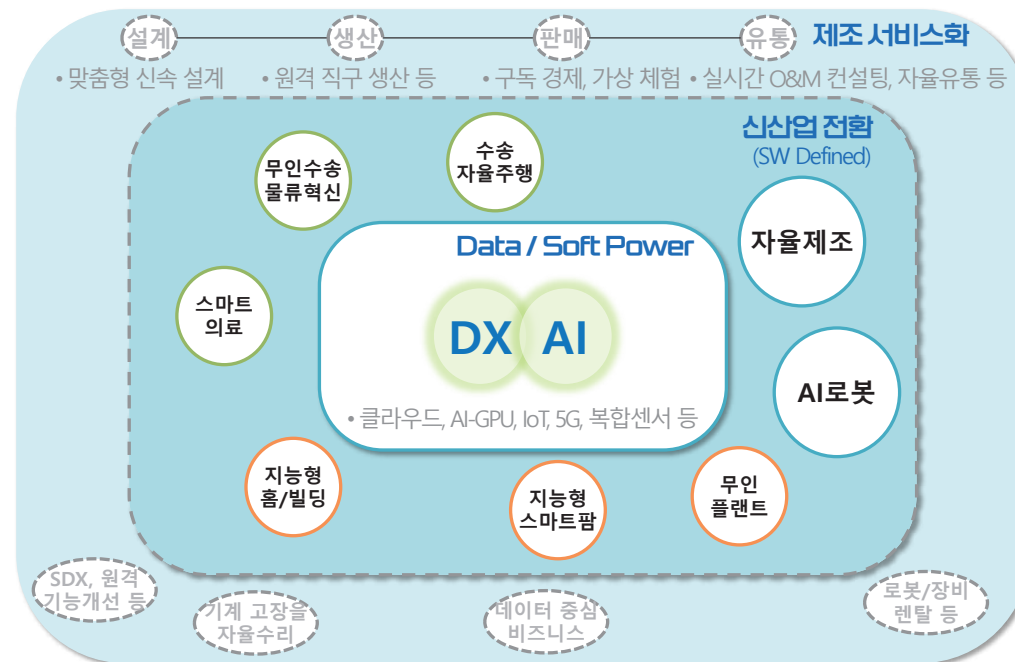 설계 생산 판매 유통 제조 서비스화
• 맞춤형 신속 설계 • 원격 직구 생산 등 • 구독 경제, 가상 체험 • 실시간 O&M 컨설팅, 자율유통 등
신산업 전환
(SW Defined)
무인수송
물류혁신
수송
자율주행
자율제조
스마트
의료
Data / Soft Power
DX AI
• 클라우드, AI-GPU, IoT, 5G, 복합센서 등
AI로봇
지능형
홈/빌딩
지능형
스마트팜
무인
플랜트
SDX, 원격
기능개선 등
기계 고장을
자율수리
데이터 중심
비즈니스
로봇/장비
렌탈 등